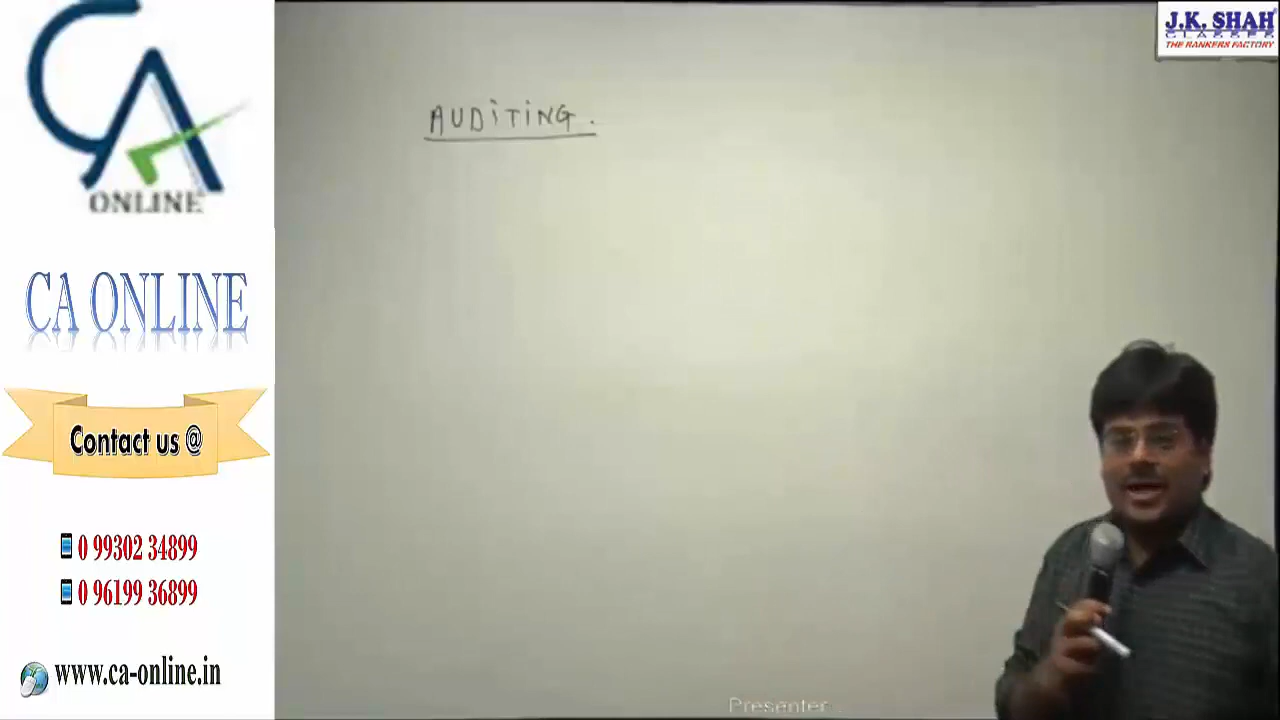 CA
ONLINE
CA ONLINE
Contact us @
0 99302 34899
0 96199 36899
www.ca-online.in
AUDiTiNG.
J.K. SHAH
CLASSES
THE RANKERS FACTORY
Presenter